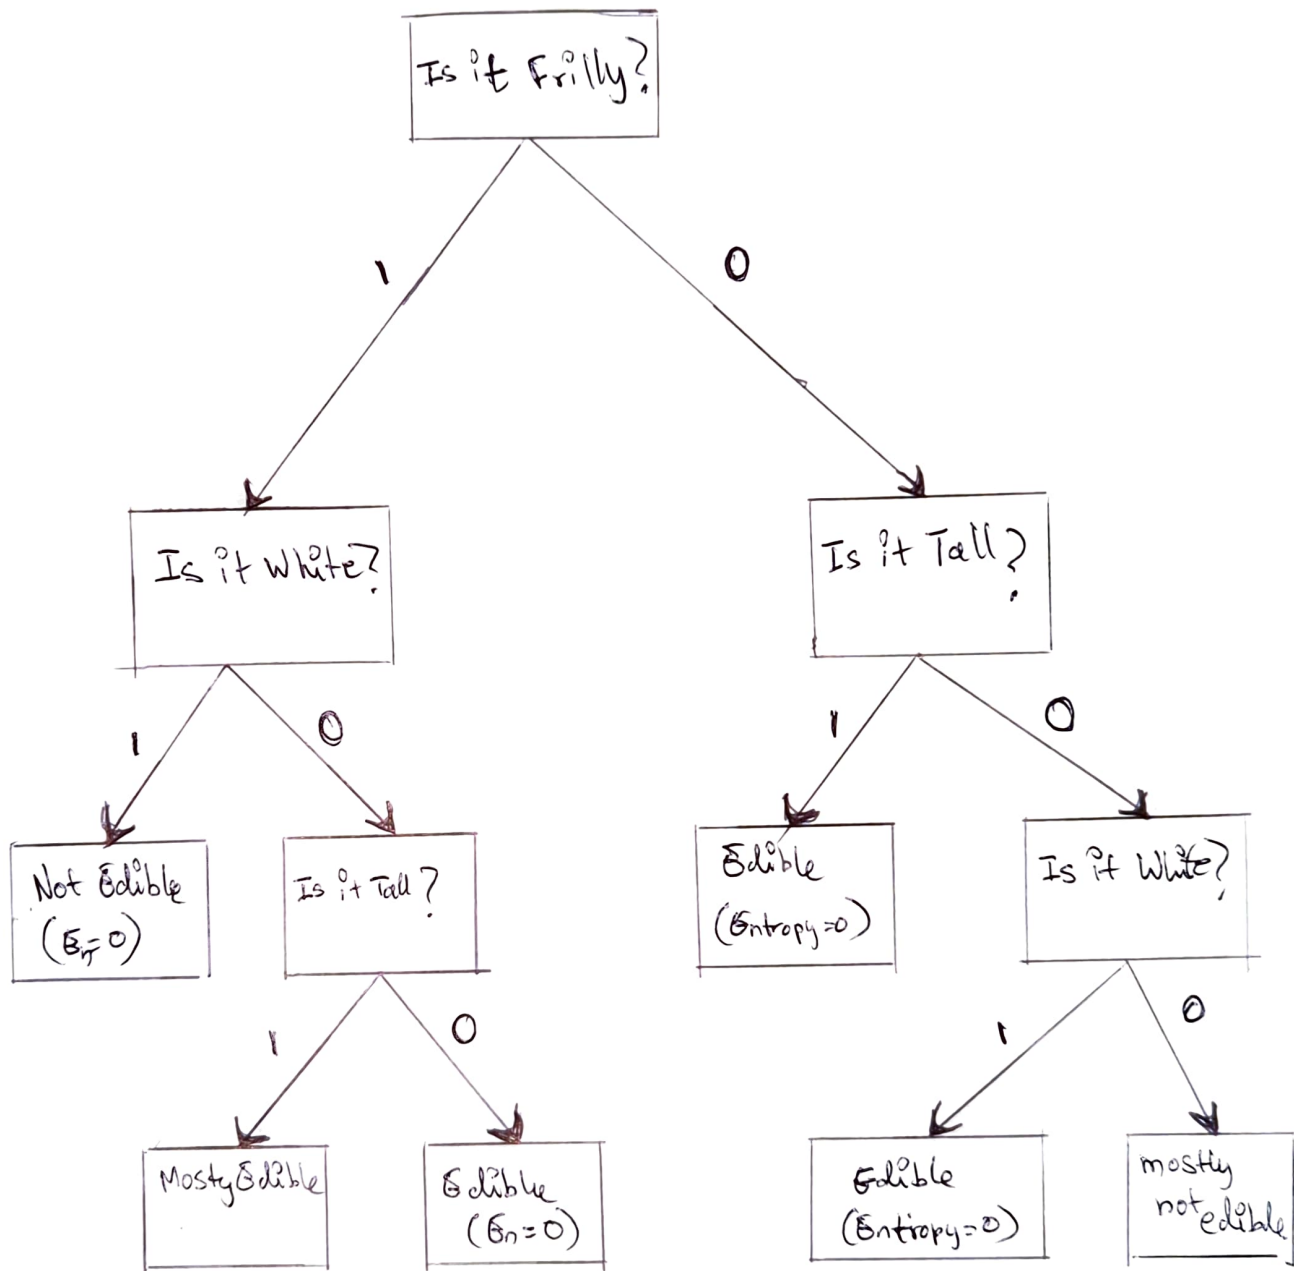 Is it Frilly?
1
0
Is it White?
Is it Tall?
1
0
1
0
Not Edible
(En=0)
Is it Tall?
Edible
(Entropy=0)
Is it White?
1
0
1
0
Mosty Edible
Edible
(En=0)
Edible
(Entropy=0)
mostly
not edible